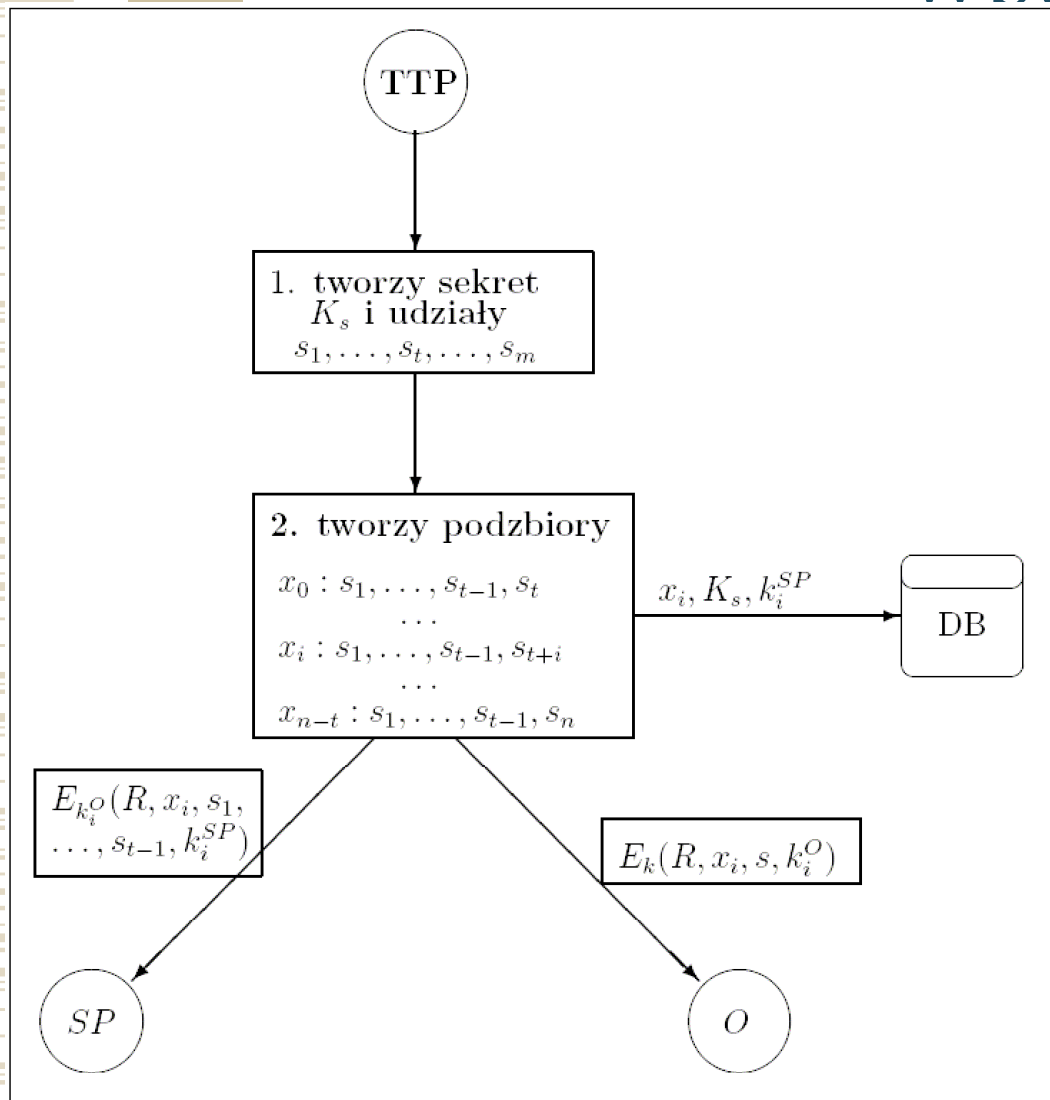 TTP
1. tworzy sekret
K_s i udziały
s_1, . . . , s_t, . . . , s_m
2. tworzy podzbiory
x_0 : s_1, . . . , s_{t−1}, s_t
. . .
x_i : s_1, . . . , s_{t−1}, s_{t+i}
. . .
x_{n−t} : s_1, . . . , s_{t−1}, s_n
x_i, K_s, k_i^{SP}
DB
E_{k_i^O}(R, x_i, s_1,
. . . , s_{t−1}, k_i^{SP})
E_k(R, x_i, s, k_i^O)
SP
O